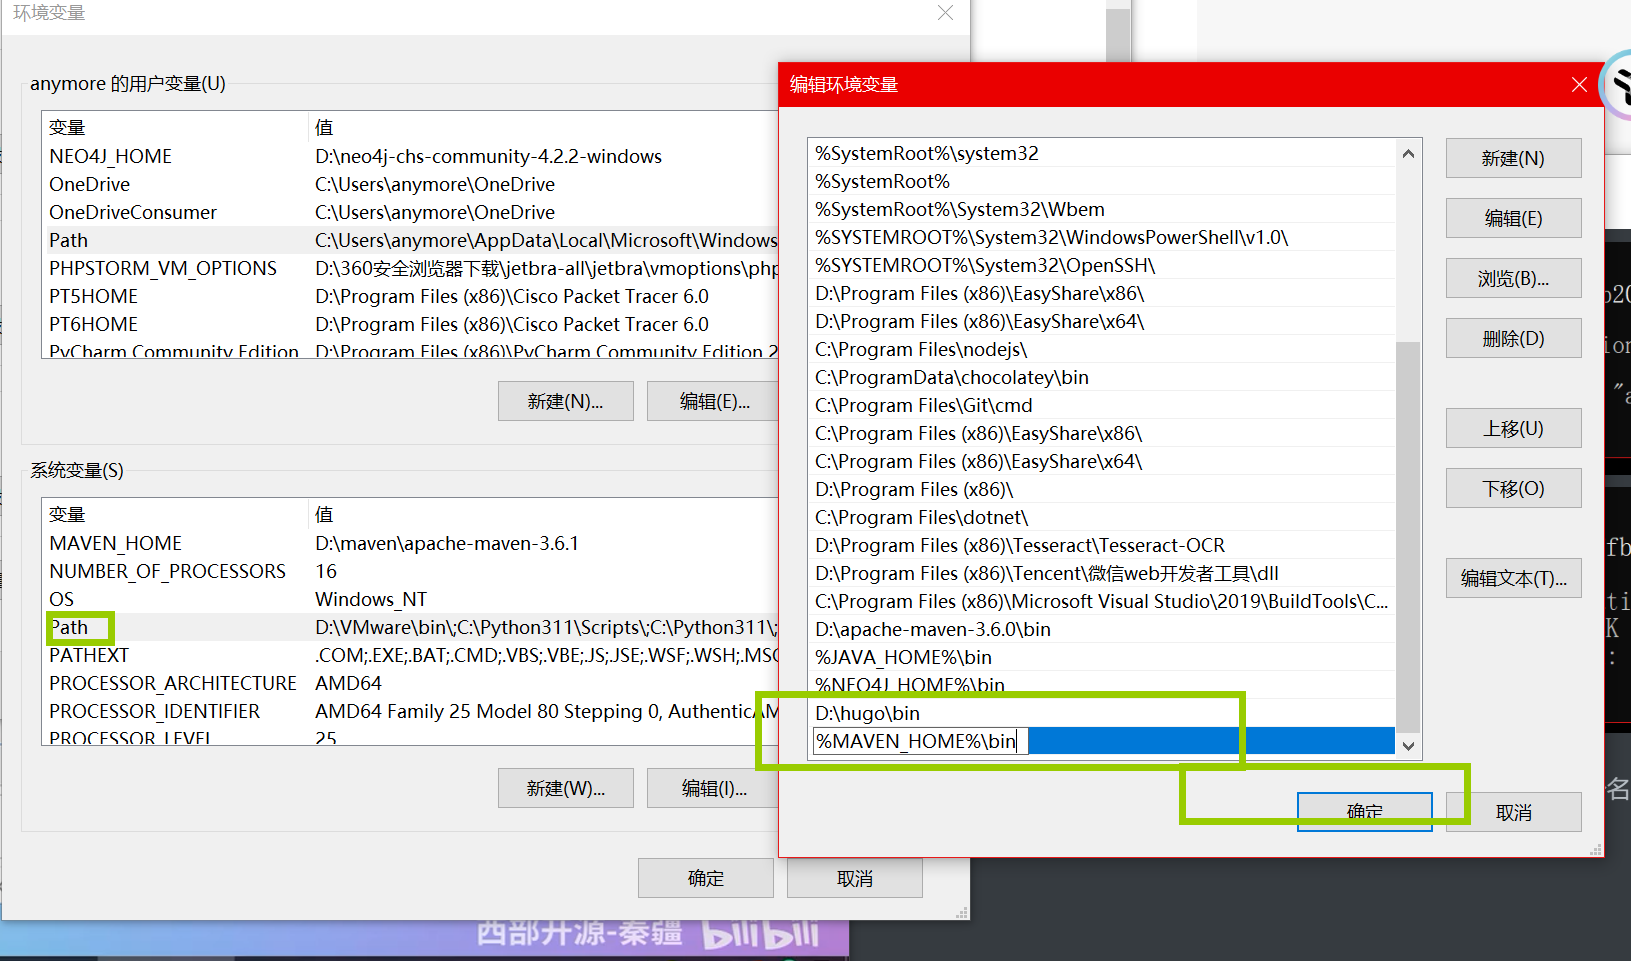 环境变量
anymore 的用户变量(U)
变量 值
NEO4J_HOME D:\neo4j-chs-community-4.2.2-windows
OneDrive C:\Users\anymore\OneDrive
OneDriveConsumer C:\Users\anymore\OneDrive
Path C:\Users\anymore\AppData\Local\Microsoft\Windows
PHPSTORM_VM_OPTIONS D:\360安全浏览器下载\jetbra-all\jetbra\vmoptions\php
PT5HOME D:\Program Files (x86)\Cisco Packet Tracer 6.0
PT6HOME D:\Program Files (x86)\Cisco Packet Tracer 6.0
PyCharm Community Edition D:\Program Files (x86)\PyCharm Community Edition 2
新建(N)... 编辑(E)...
系统变量(S)
变量 值
MAVEN_HOME D:\maven\apache-maven-3.6.1
NUMBER_OF_PROCESSORS 16
OS Windows_NT
Path D:\VMware\bin\;C:\Python311\Scripts\;C:\Python311\;
PATHEXT .COM;.EXE;.BAT;.CMD;.VBS;.VBE;.JS;.JSE;.WSF;.WSH;.MSC
PROCESSOR_ARCHITECTURE AMD64
PROCESSOR_IDENTIFIER AMD64 Family 25 Model 80 Stepping 0, AuthenticAM
PROCESSOR_LEVEL 25
新建(W)... 编辑(I)...
确定 取消
编辑环境变量
%SystemRoot%\system32
%SystemRoot%
%SystemRoot%\System32\Wbem
%SYSTEMROOT%\System32\WindowsPowerShell\v1.0\
%SYSTEMROOT%\System32\OpenSSH\
D:\Program Files (x86)\EasyShare\x86\
D:\Program Files (x86)\EasyShare\x64\
C:\Program Files\nodejs\
C:\ProgramData\chocolatey\bin
C:\Program Files\Git\cmd
C:\Program Files (x86)\EasyShare\x86\
C:\Program Files (x86)\EasyShare\x64\
D:\Program Files (x86)\
C:\Program Files\dotnet\
D:\Program Files (x86)\Tesseract\Tesseract-OCR
D:\Program Files (x86)\Tencent\微信web开发者工具\dll
C:\Program Files (x86)\Microsoft Visual Studio\2019\BuildTools\C...
D:\apache-maven-3.6.0\bin
%JAVA_HOME%\bin
%NEO4J_HOME%\bin
D:\hugo\bin
%MAVEN_HOME%\bin
新建(N)
编辑(E)
浏览(B)...
删除(D)
上移(U)
下移(O)
编辑文本(T)...
确定 取消
西部开源-秦疆 bilibili
名